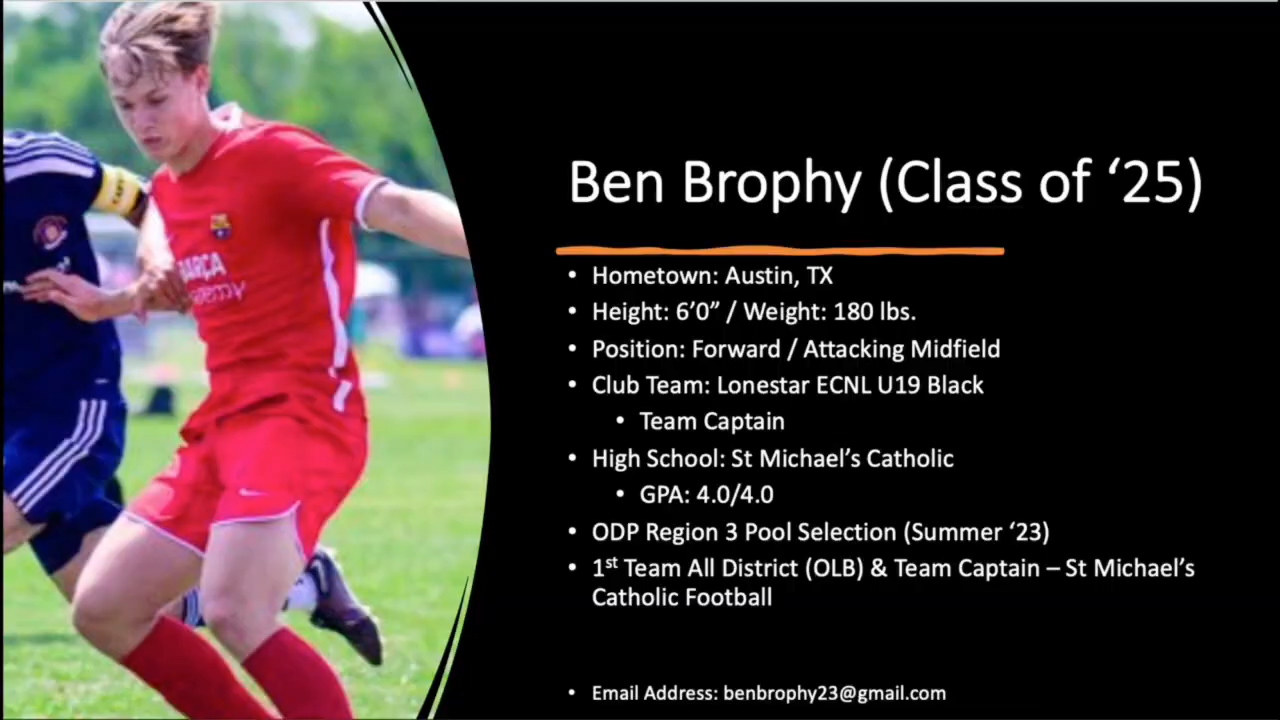 Ben Brophy (Class of ‘25)
• Hometown: Austin, TX
• Height: 6’0” / Weight: 180 lbs.
• Position: Forward / Attacking Midfield
• Club Team: Lonestar ECNL U19 Black
• Team Captain
• High School: St Michael’s Catholic
• GPA: 4.0/4.0
• ODP Region 3 Pool Selection (Summer ‘23)
• 1st Team All District (OLB) & Team Captain – St Michael’s
Catholic Football
• Email Address: benbrophy23@gmail.com